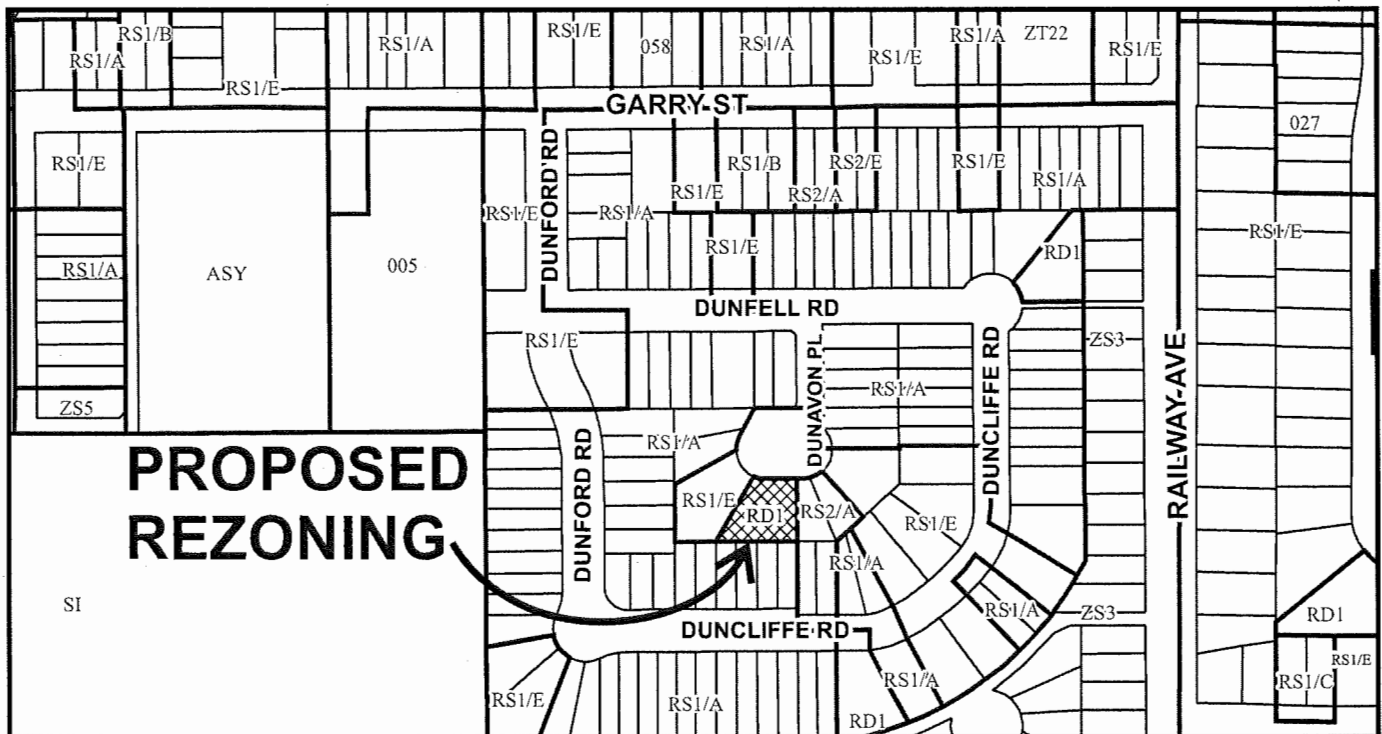 RS1/B
RS1/A
RS1/E
RS1/A
RS1/E
058
RS1/A
RS1/E
RS1/A
ZT22
RS1/E
GARRY ST
027
RS1/E
DUNFORD RD
RS1/E
RS1/B
RS2/A
RS2/E
RS1/E
RS1/A
RS1/E
RS1/A
RS1/E
RS1/E
RS1/A
ASY
005
RD1
DUNFELL RD
RS1/E
DUNAVON PL
DUNCLIFFE RD
ZS3
RAILWAY AVE
RS1/A
ZS5
PROPOSED
REZONING
DUNFORD RD
RS1/A
RS1/E
RD1
RS2/A
RS1/E
RS1/A
RS1/A
ZS3
SI
DUNCLIFFE RD
RS1/E
RS1/A
RS1/A
RD1
RD1
RS1/E
RS1/C